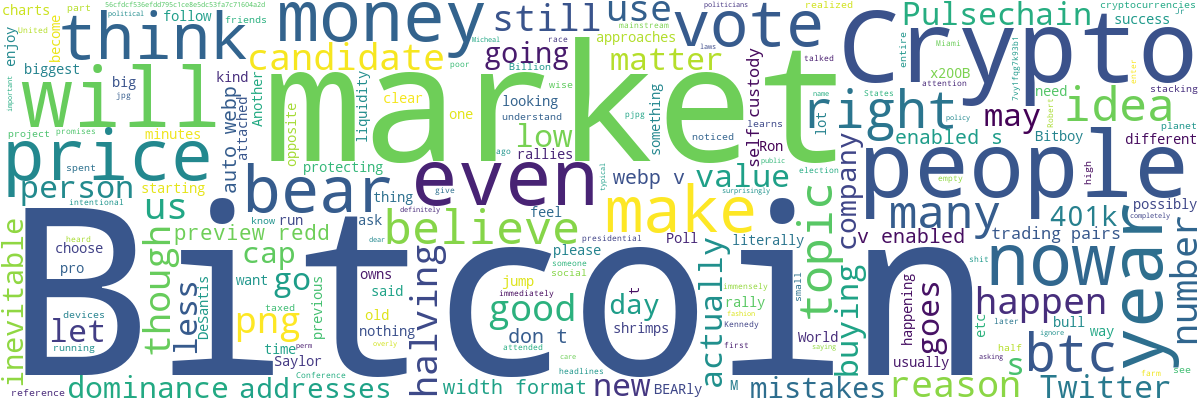 charts part political 56cfdcf536efdd795c1ce8e5dc53fa7c71604a2d friends mainstream politicians follow realized cryptocurrencies Jr
enjoy United become think money Micheal race still use approaches vote laws talked Pulsechain entire success
important biggest big kind candidate poor Billion going matter Crypto Miami attention
jpg Another clear one liquidity wise looking understand something x200B need States stacking
will auto webp attached opposite market ago pjpg noticed low self custody learns lot right name policy Robert idea
project promises minutes rallies Ron may planet
price spent starting protecting even webp v value public election enabled s Bitboy different
person intentional bear thing definitely give feel typical surprisingly make company people high empty possibly
inevitable us know run ask believe please presidential many 401k completely
though preview redd Poll literally topic v enabled trading pairs
heard choose pro cap want owns dear someone social jump immensely small shit now year number
less Desantis go said immediately good day t rally fashion happening happen
let devices png previous old nothing don t shrimps actually Kennedy World goes etc later bull way
Bitcoin running taxed time Saylor halving attended first saying buying usually s ignore half btc see
reference perm overly Conference headlines care new M BEARly asking farm
dominance addresses width format mistakes reason Twitter